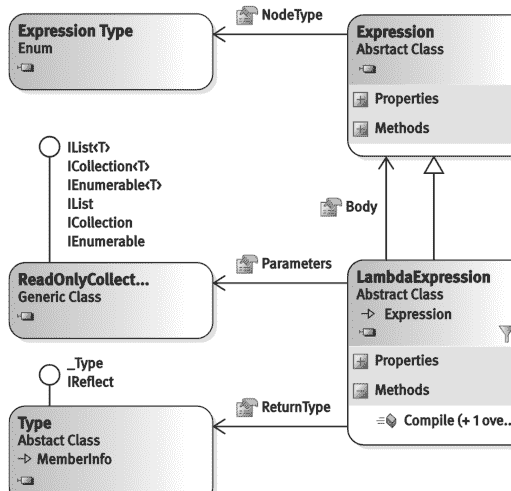 NodeType
Expression Type
Enum
Expression
Absrtact Class
Properties
Methods
IList<T>
ICollection<T>
IEnumerable<T>
IList
ICollection
IEnumerable
Body
ReadOnlyCollect...
Generic Class
Parameters
LambdaExpression
Abstract Class
Expression
Properties
Methods
Compile (+ 1 ove...
_Type
IReflect
ReturnType
Type
Abstact Class
MemberInfo